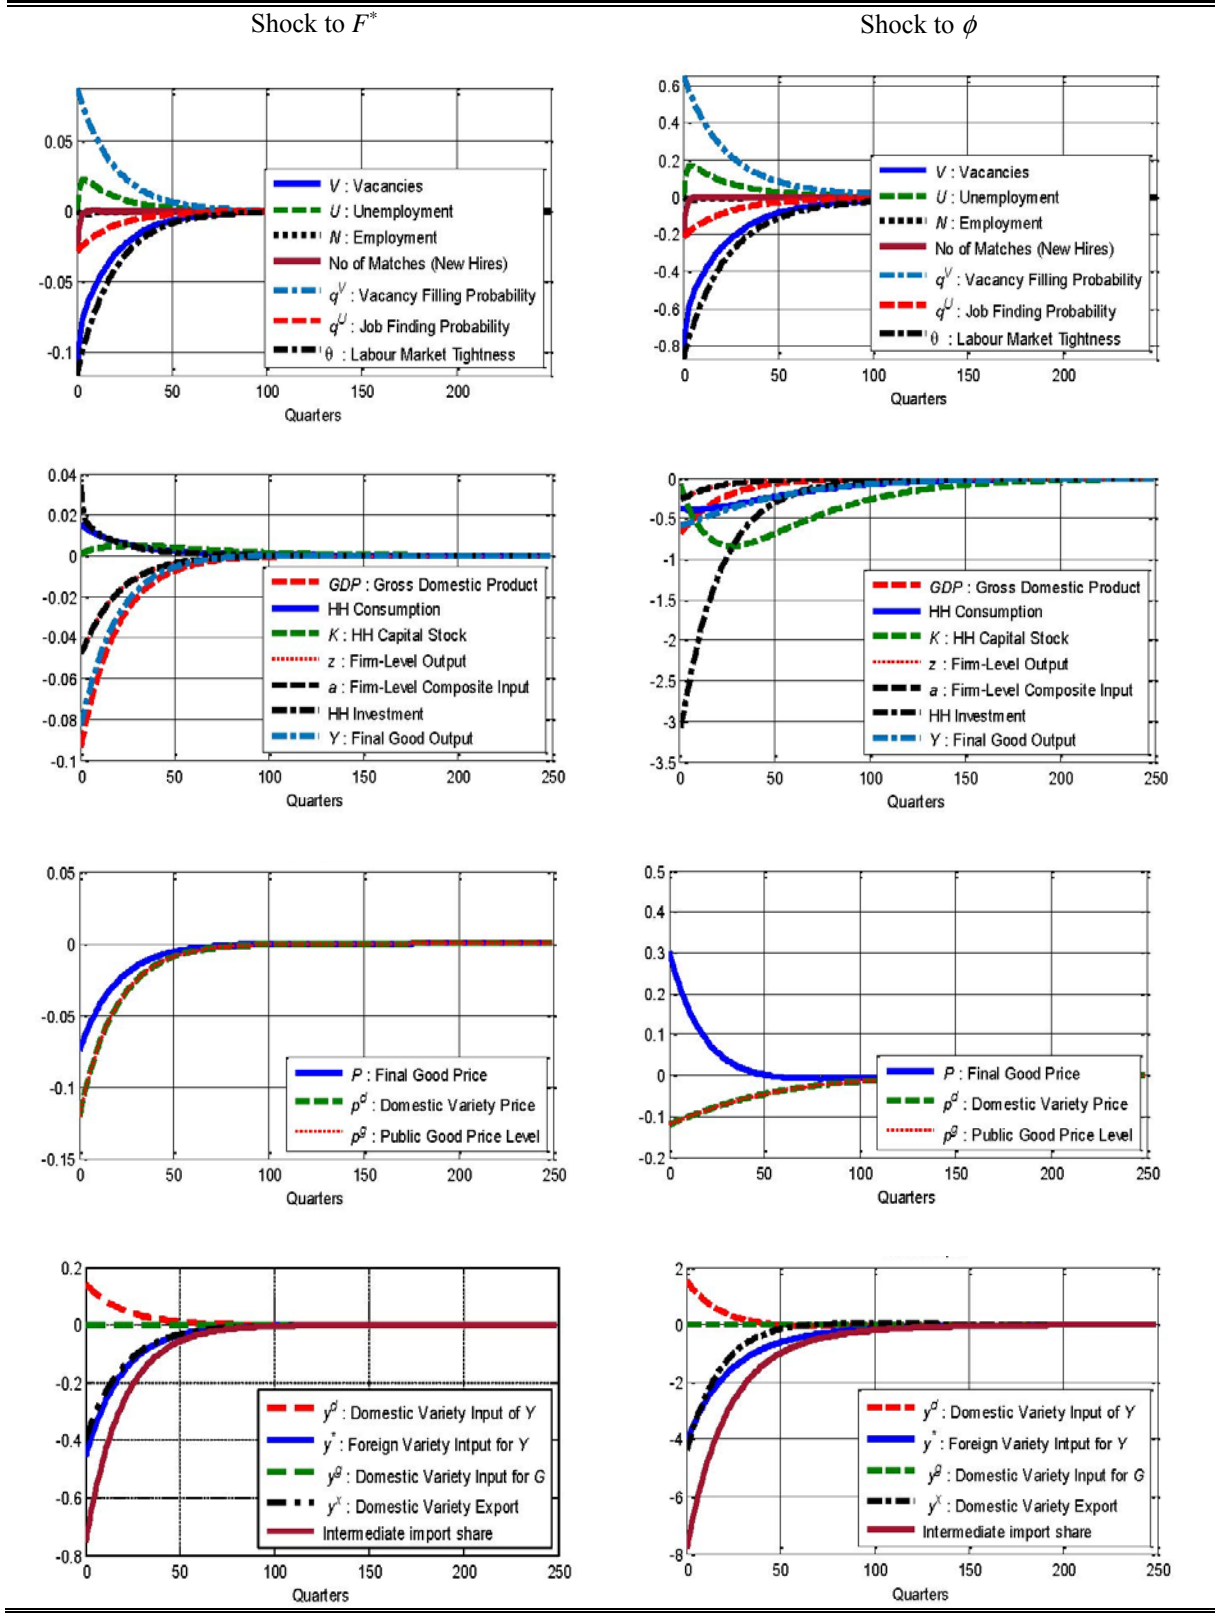 Shock to F*
Shock to ϕ
0.05
0
-0.05
-0.1
0 50 100 150 200
Quarters
V : Vacancies
U : Unemployment
N : Employment
No of Matches (New Hires)
q^V : Vacancy Filling Probability
q^U : Job Finding Probability
θ : Labour Market Tightness
0.6
0.4
0.2
0
-0.2
-0.4
-0.6
-0.8
0 50 100 150 200
Quarters
V : Vacancies
U : Unemployment
N : Employment
No of Matches (New Hires)
q^V : Vacancy Filling Probability
q^U : Job Finding Probability
θ : Labour Market Tightness
0.04
0.02
0
-0.02
-0.04
-0.06
-0.08
-0.1
0 50 100 150 200 250
Quarters
GDP : Gross Domestic Product
HH Consumption
K : HH Capital Stock
z : Firm-Level Output
a : Firm-Level Composite Input
HH Investment
Y : Final Good Output
0
-0.5
-1
-1.5
-2
-2.5
-3
-3.5
0 50 100 150 200 250
Quarters
GDP : Gross Domestic Product
HH Consumption
K : HH Capital Stock
z : Firm-Level Output
a : Firm-Level Composite Input
HH Investment
Y : Final Good Output
0.05
0
-0.05
-0.1
-0.15
0 50 100 150 200 250
Quarters
P : Final Good Price
p^d : Domestic Variety Price
p^g : Public Good Price Level
0.5
0.4
0.3
0.2
0.1
0
-0.1
-0.2
0 50 100 150 200 250
Quarters
P : Final Good Price
p^d : Domestic Variety Price
p^g : Public Good Price Level
0.2
0
-0.2
-0.4
-0.6
-0.8
0 50 100 150 200 250
Quarters
y^d : Domestic Variety Input of Y
y^* : Foreign Variety Intput for Y
y^g : Domestic Variety Input for G
y^x : Domestic Variety Export
Intermediate import share
2
0
-2
-4
-6
-8
0 50 100 150 200 250
Quarters
y^d : Domestic Variety Input of Y
y^* : Foreign Variety Input for Y
y^g : Domestic Variety Input for G
y^x : Domestic Variety Export
Intermediate import share